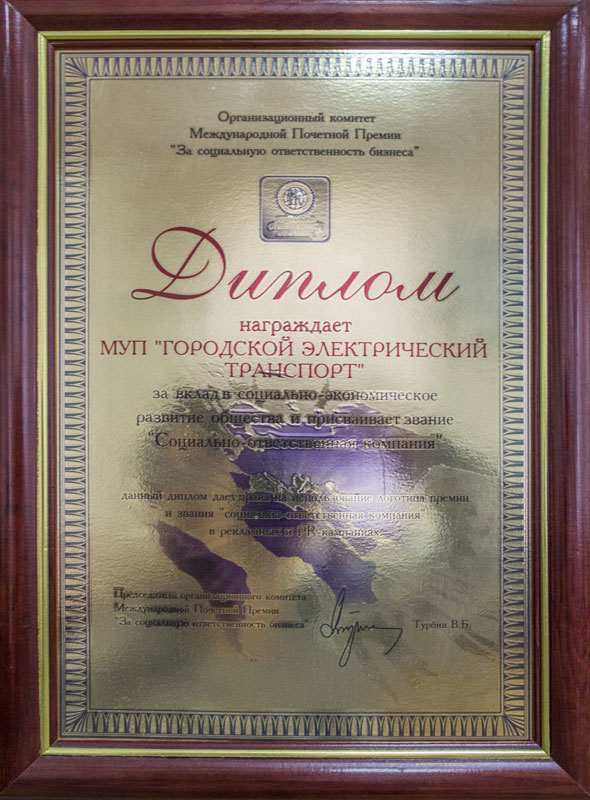 Организационный комитет
Международной Почетной Премии
"За социальную ответственность бизнеса"
Диплом
награждает
МУП "ГОРОДСКОЙ ЭЛЕКТРИЧЕСКИЙ
ТРАНСПОРТ"
за вклад в социально-экономическое
развитие общества и присваивает звание
"Социально-ответственная компания"
данный диплом дает право на использование логотипа премии
и звания "социально-ответственная компания
в рекламных и PR-кампаниях
Председатель организационного комитета
Международной Почетной Премии
"За социальную ответственность бизнеса"
Турбин В.Б.